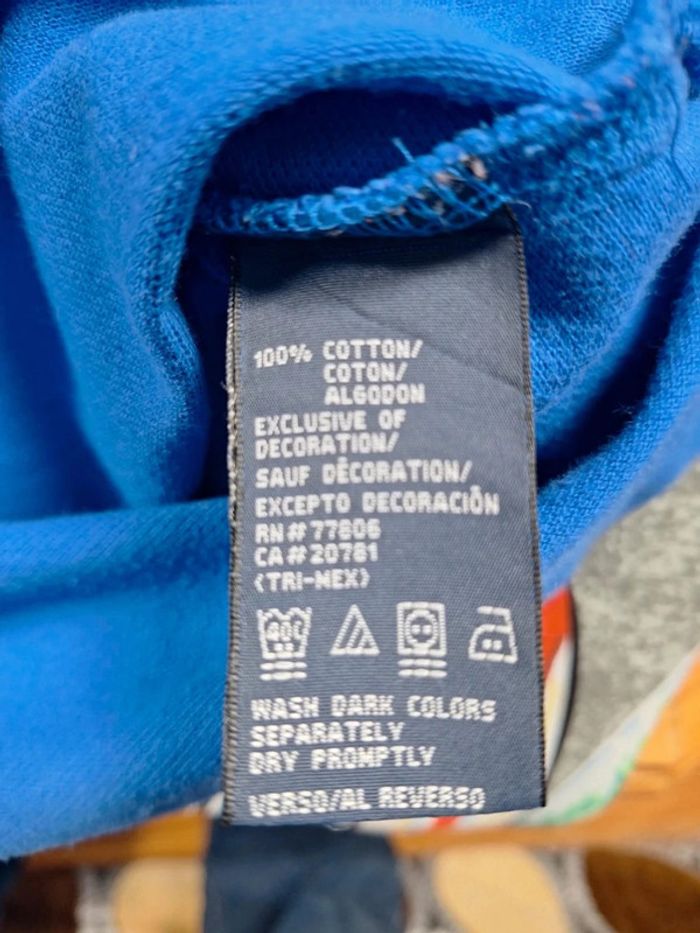 100% COTTON/
COTON/
ALGODON
EXCLUSIVE OF
DECORATION/
SAUF DÉCORATION/
EXCEPTO DECORACIÓN
RN#77806
CA#20781
(TRI-MEX)
40C
WASH DARK COLORS
SEPARATELY
DRY PROMPTLY
VERSO/AL REVERSO